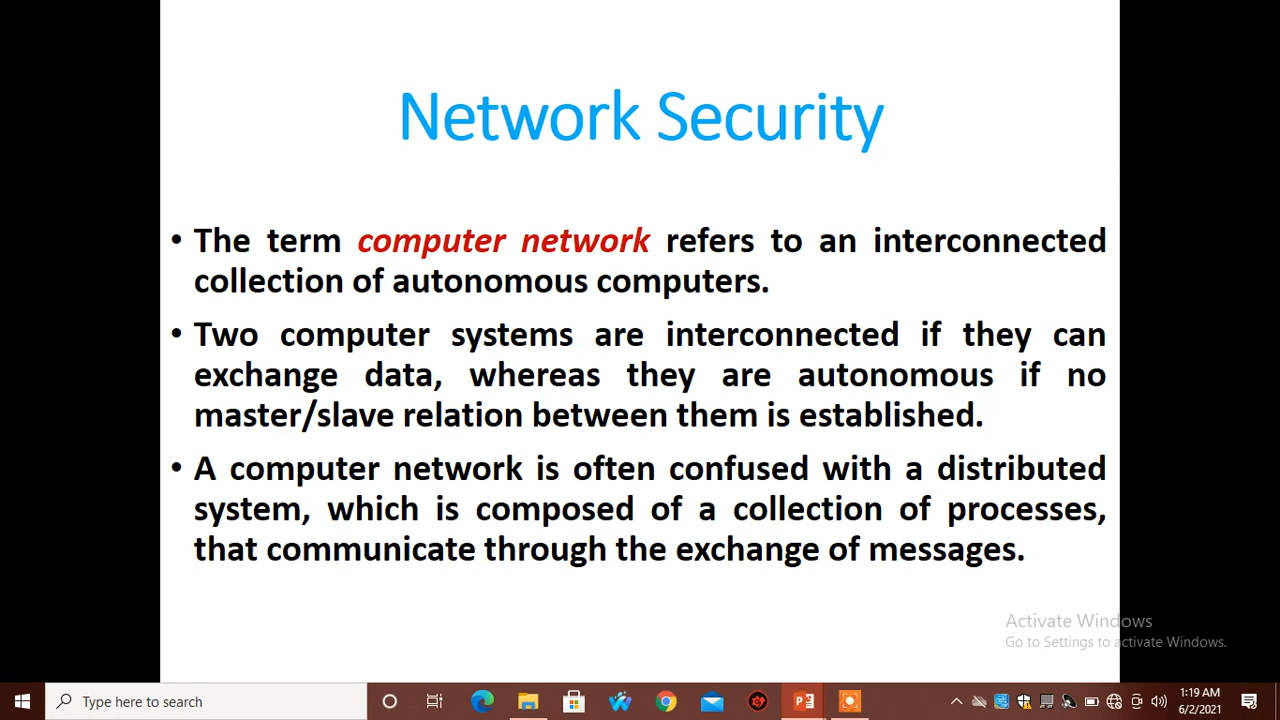 Network Security
• The term computer network refers to an interconnected
collection of autonomous computers.
• Two computer systems are interconnected if they can
exchange data, whereas they are autonomous if no
master/slave relation between them is established.
• A computer network is often confused with a distributed
system, which is composed of a collection of processes,
that communicate through the exchange of messages.
Activate Windows
Go to Settings to activate Windows.
Type here to search
1:19 AM
6/2/2021